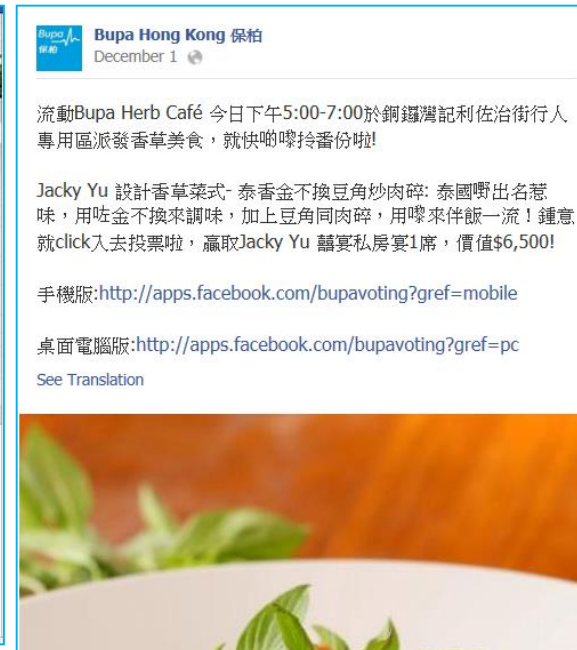 Bupa
保柏
Bupa Hong Kong 保柏
December 1
流動Bupa Herb Café 今日下午5:00-7:00於銅鑼灣記利佐治街行人
專用區派發香草美食，就快啲嚟拎番份啦!
Jacky Yu 設計香草菜式- 泰香金不換豆角炒肉碎: 泰國嘢出名惹
味，用咗金不換來調味，加上豆角同肉碎，用嚟來伴飯一流！鍾意
就click入去投票啦，贏取Jacky Yu 囍宴私房宴1席，價值$6,500!
手機版:http://apps.facebook.com/bupavoting?gref=mobile
桌面電腦版:http://apps.facebook.com/bupavoting?gref=pc
See Translation